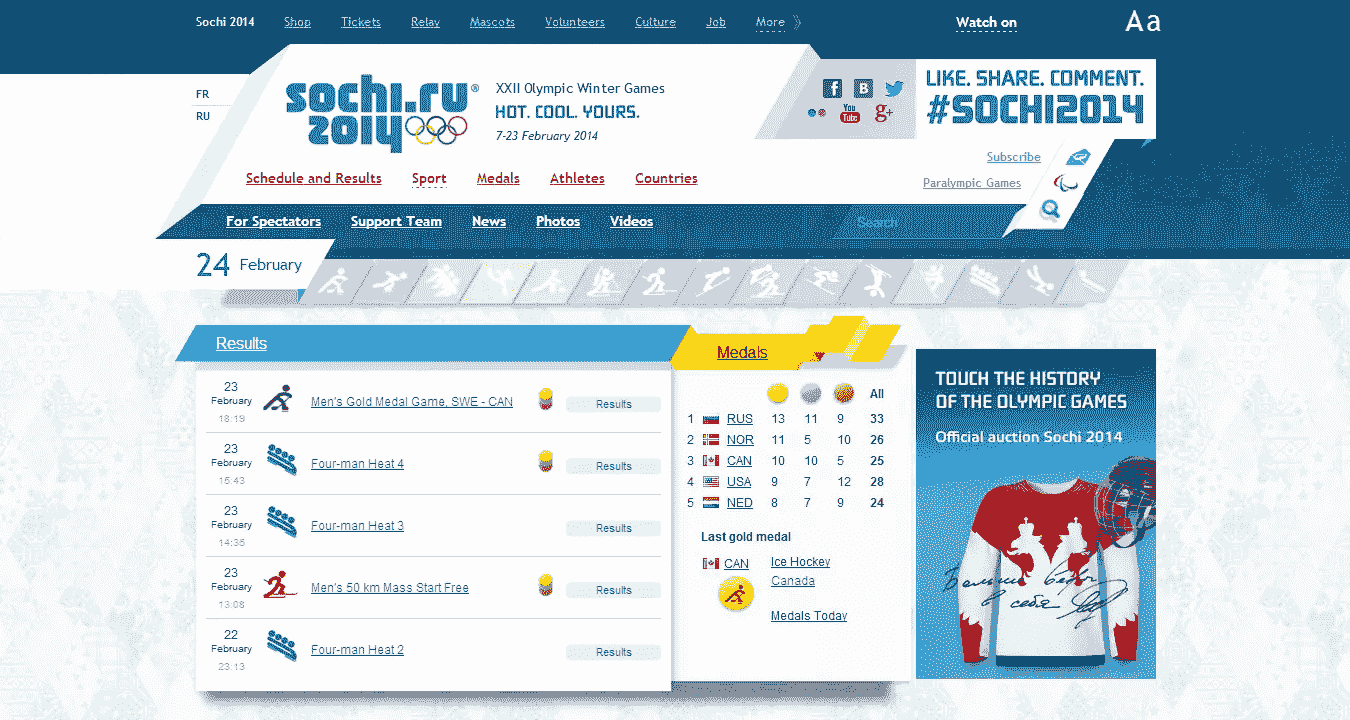 Sochi 2014 Shop Tickets Relay Mascots Volunteers Culture Job More Watch on Aa
FR
RU
sochi.ru®
2014
XXII Olympic Winter Games
HOT. COOL. YOURS.
7-23 February 2014
f B
You Tube g+
LIKE. SHARE. COMMENT.
#SOCHI2014
Subscribe
Paralympic Games
Schedule and Results Sport Medals Athletes Countries
For Spectators Support Team News Photos Videos Search
24 February
Results
23 February 18:19 Men's Gold Medal Game, SWE - CAN Results
23 February 15:43 Four-man Heat 4 Results
23 February 14:35 Four-man Heat 3 Results
23 February 13:08 Men's 50 km Mass Start Free Results
22 February 23:13 Four-man Heat 2 Results
Medals
All
1 RUS 13 11 9 33
2 NOR 11 5 10 26
3 CAN 10 10 5 25
4 USA 9 7 12 28
5 NED 8 7 9 24
Last gold medal
CAN Ice Hockey
Canada
Medals Today
TOUCH THE HISTORY
OF THE OLYMPIC GAMES
Official auction Sochi 2014
в себя